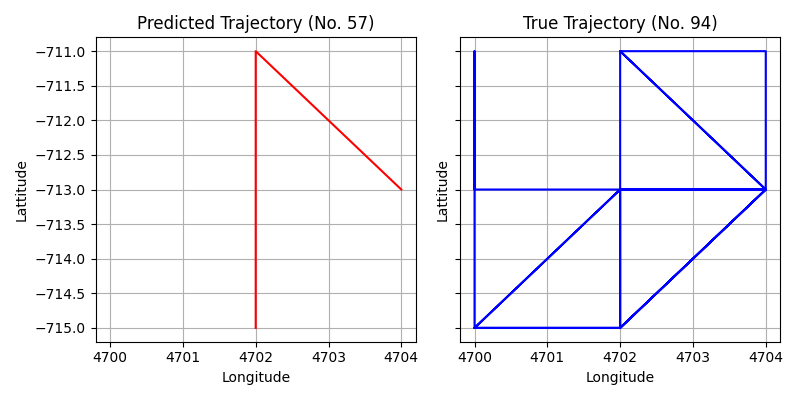 Predicted Trajectory (No. 57)
True Trajectory (No. 94)
−711.0
−711.5
−712.0
−712.5
−713.0
−713.5
−714.0
−714.5
−715.0
Lattitude
Lattitude
4700 4701 4702 4703 4704
4700 4701 4702 4703 4704
Longitude
Longitude